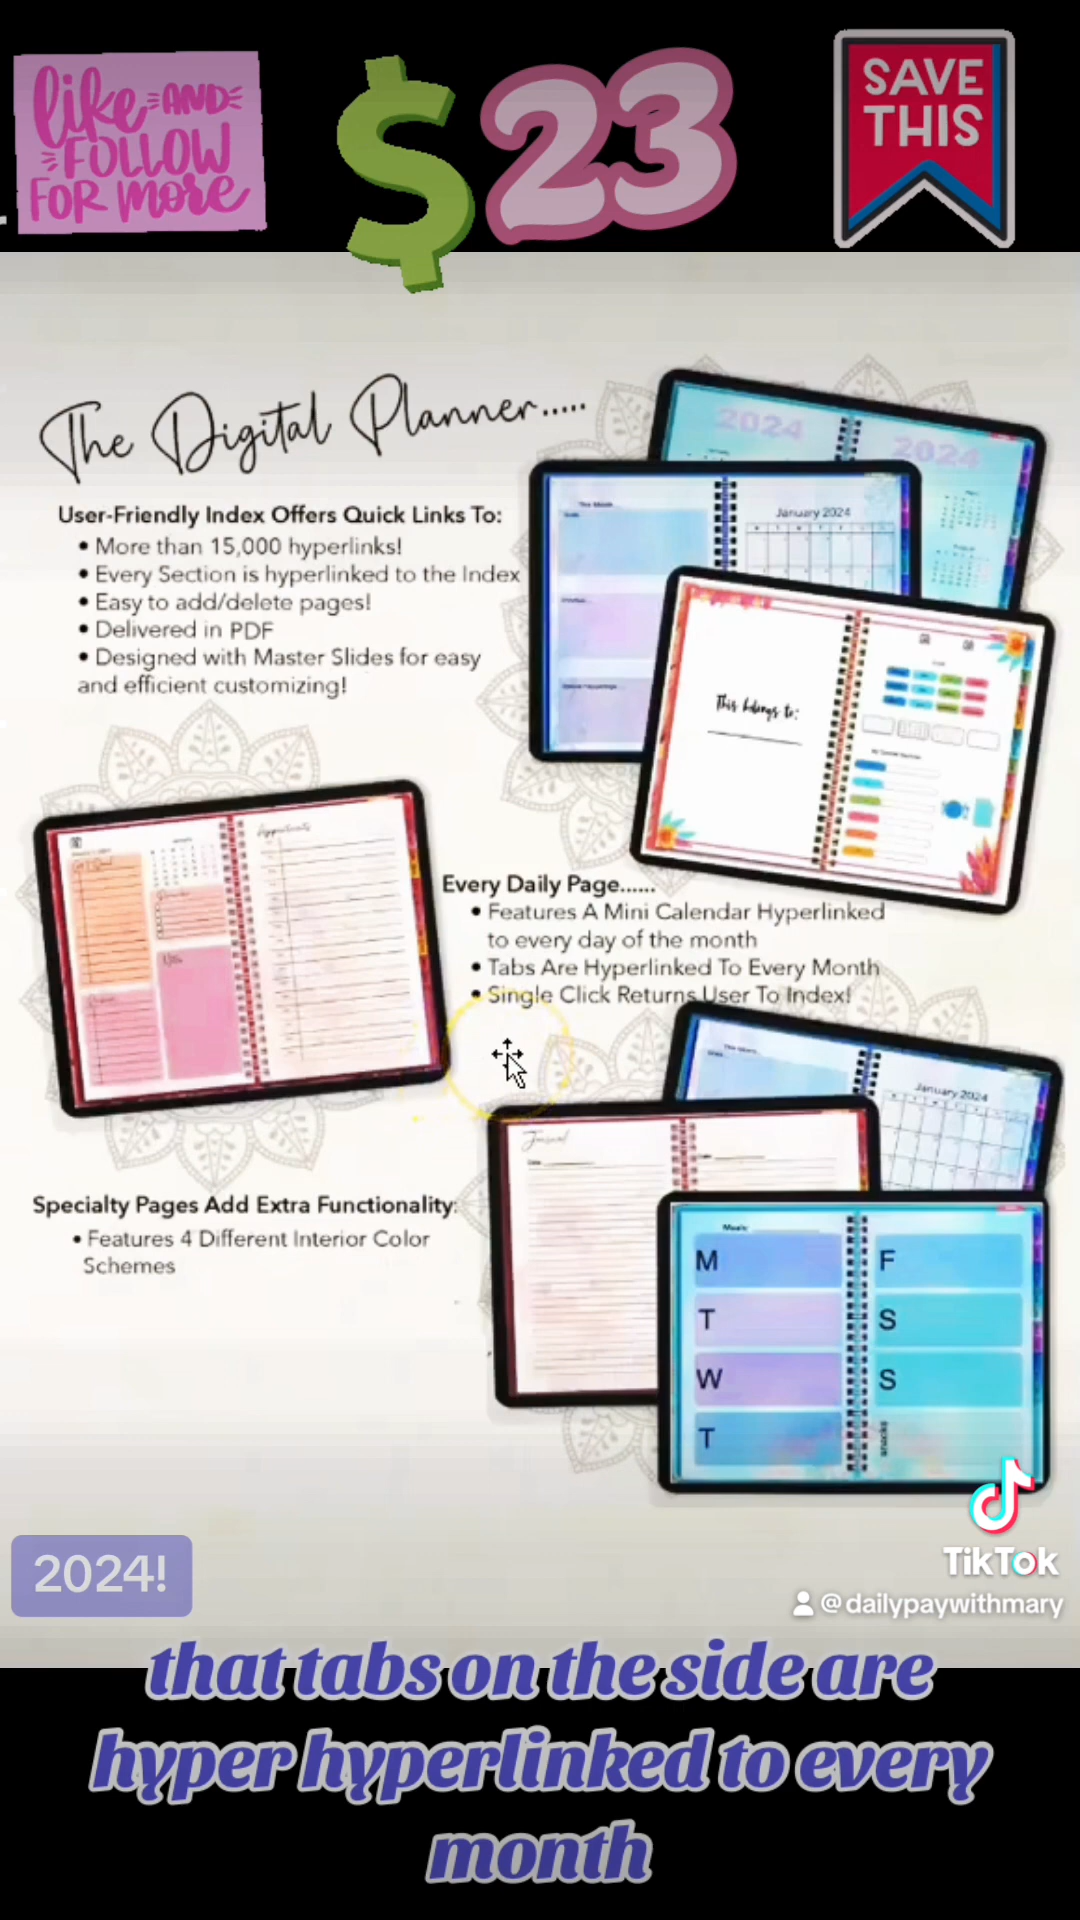 like AND
FOLLOW
FOR more
$23
SAVE
THIS
The Digital Planner.....
User-Friendly Index Offers Quick Links To:
• More than 15,000 hyperlinks!
• Every Section is hyperlinked to the Index
• Easy to add/delete pages!
• Delivered in PDF
• Designed with Master Slides for easy
and efficient customizing!
2024
2024
January 2024
This belongs to:
Appointments
Every Daily Page......
• Features A Mini Calendar Hyperlinked
to every day of the month
• Tabs Are Hyperlinked To Every Month
• Single Click Returns User To Index!
January 2024
Journal
Specialty Pages Add Extra Functionality:
• Features 4 Different Interior Color
Schemes
M
F
T
S
W
S
T
snacks
TikTok
@dailypaywithmary
2024!
that tabs on the side are
hyper hyperlinked to every
month